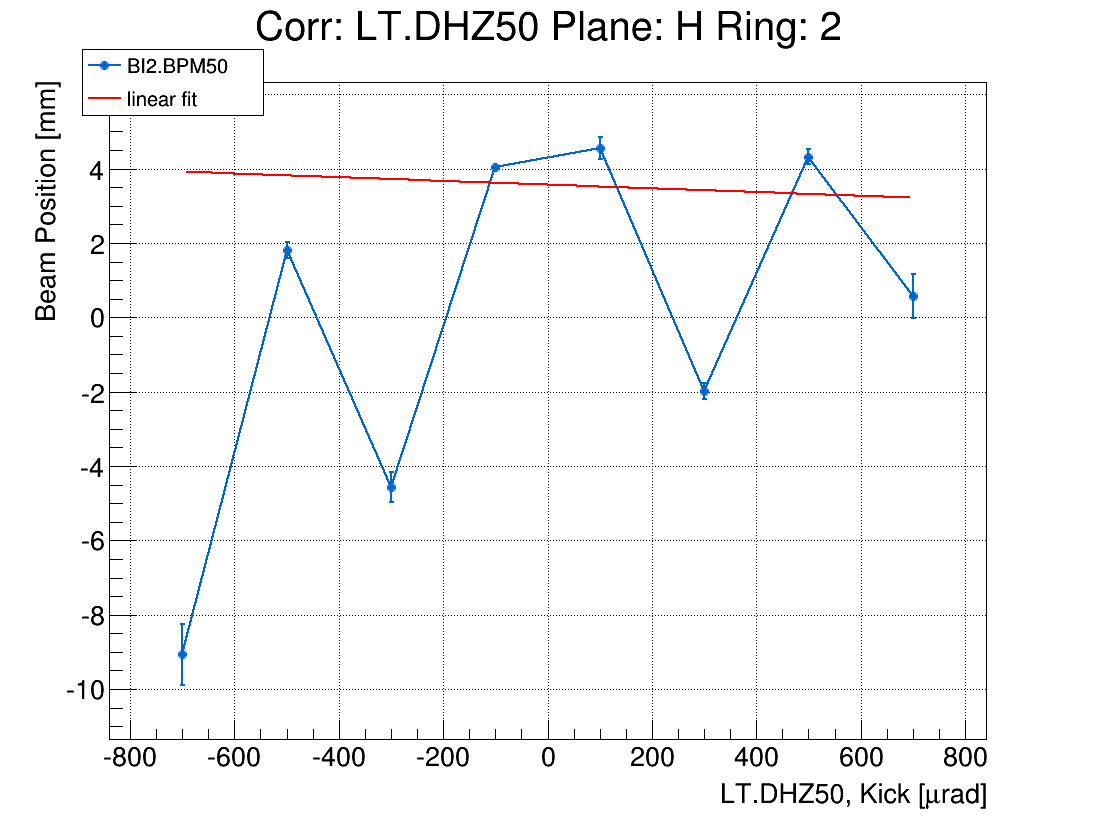 Corr: LT.DHZ50 Plane: H Ring: 2
BI2.BPM50
linear fit
Beam Position [mm]
4
2
0
-2
-4
-6
-8
-10
-800 -600 -400 -200 0 200 400 600 800
LT.DHZ50, Kick [μrad]